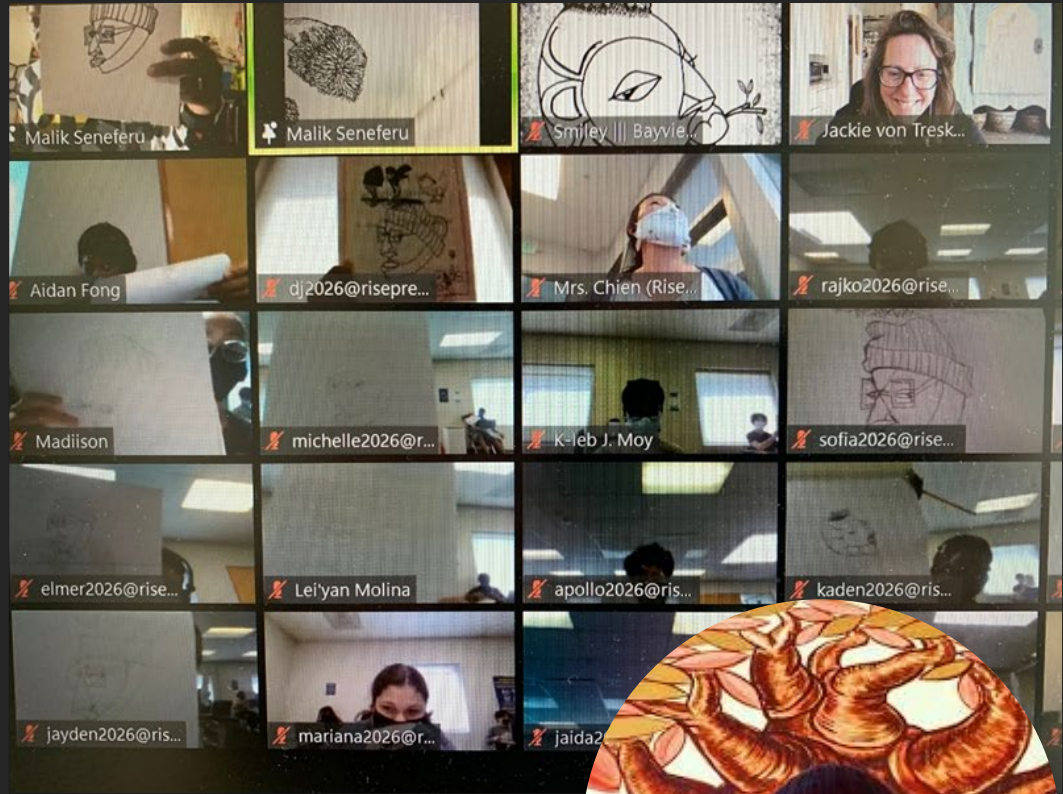 Malik Seneferu
Malik Seneferu
Smiley ||| Bayvie...
Jackie von Tresk...
Aidan Fong
dj2026@risepre...
Mrs. Chien (Rise...
rajko2026@rise...
Madiison
michelle2026@r...
K-leb J. Moy
sofia2026@rise...
elmer2026@rise...
Lei'yan Molina
apollo2026@ris...
kaden2026@ris...
jayden2026@ris...
mariana2026@r...
jaida2